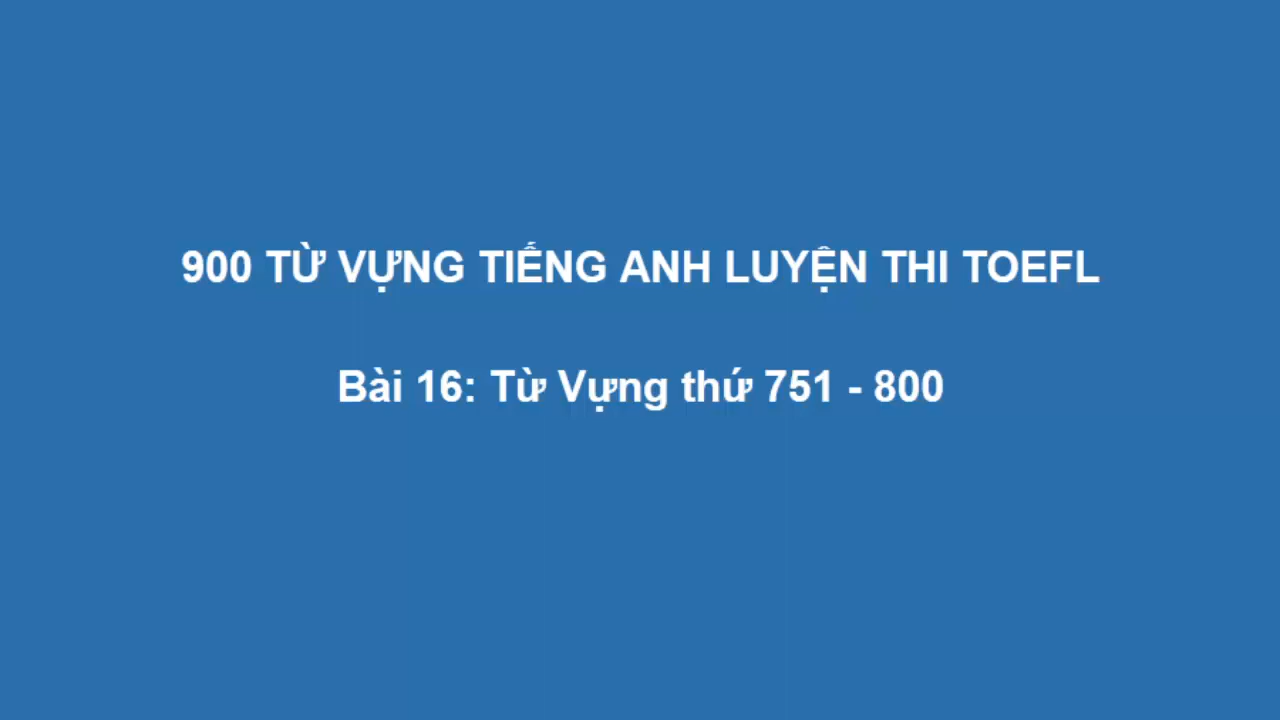 900 TỪ VỰNG TIẾNG ANH LUYỆN THI TOEFL
Bài 16: Từ Vựng thứ 751 - 800